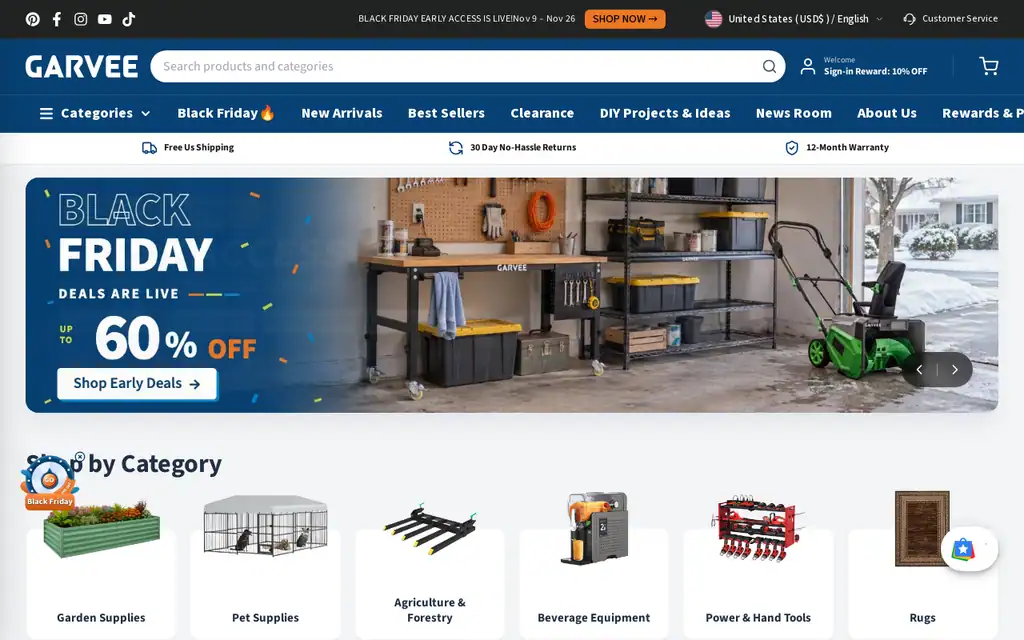 BLACK FRIDAY EARLY ACCESS IS LIVE!Nov 9 – Nov 26
SHOP NOW →
United States ( USD$ ) / English
Customer Service
GARVEE
Search products and categories
Welcome
Sign-in Reward: 10% OFF
Categories
Black Friday🔥
New Arrivals
Best Sellers
Clearance
DIY Projects & Ideas
News Room
About Us
Rewards & P
Free Us Shipping
30 Day No-Hassle Returns
12-Month Warranty
BLACK
FRIDAY
DEALS ARE LIVE
UP TO
60% OFF
Shop Early Deals →
GARVEE
GARVEE
GARVEE
Shop by Category
GO
Black Friday
Garden Supplies
Pet Supplies
Agriculture &
Forestry
Beverage Equipment
Power & Hand Tools
Rugs